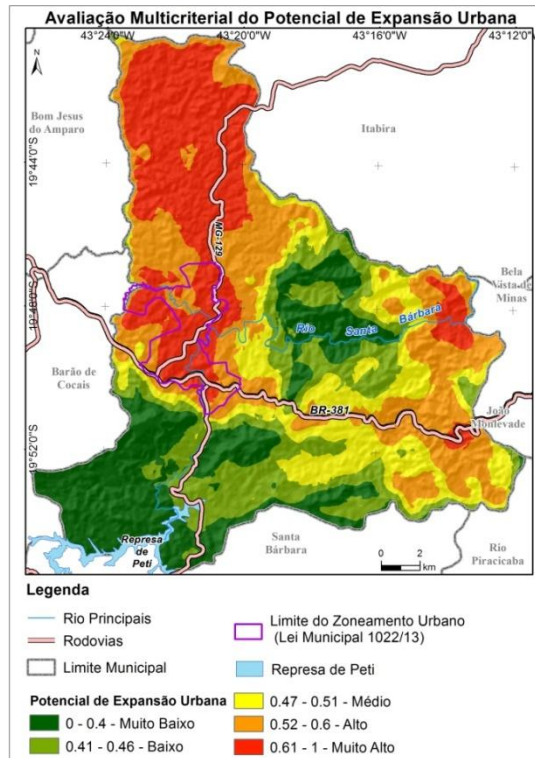 Avaliação Multicriterial do Potencial de Expansão Urbana
43°24'0"O
43°20'0"O
43°16'0"O
43°12'0"O
N
Bom Jesus
do Amparo
Itabira
19°44'0"S
MG-129
Bela
Vista de
Minas
19°48'0"S
Rio Santa Bárbara
Barão de
Cocais
BR-381
João
Monlevade
19°52'0"S
Represa
de
Peti
Santa
Bárbara
0 2
km
Rio
Piracicaba
Legenda
Rio Principais
Rodovias
Limite Municipal
Limite do Zoneamento Urbano
(Lei Municipal 1022/13)
Represa de Peti
Potencial de Expansão Urbana
0 - 0.4 - Muito Baixo
0.41 - 0.46 - Baixo
0.47 - 0.51 - Médio
0.52 - 0.6 - Alto
0.61 - 1 - Muito Alto